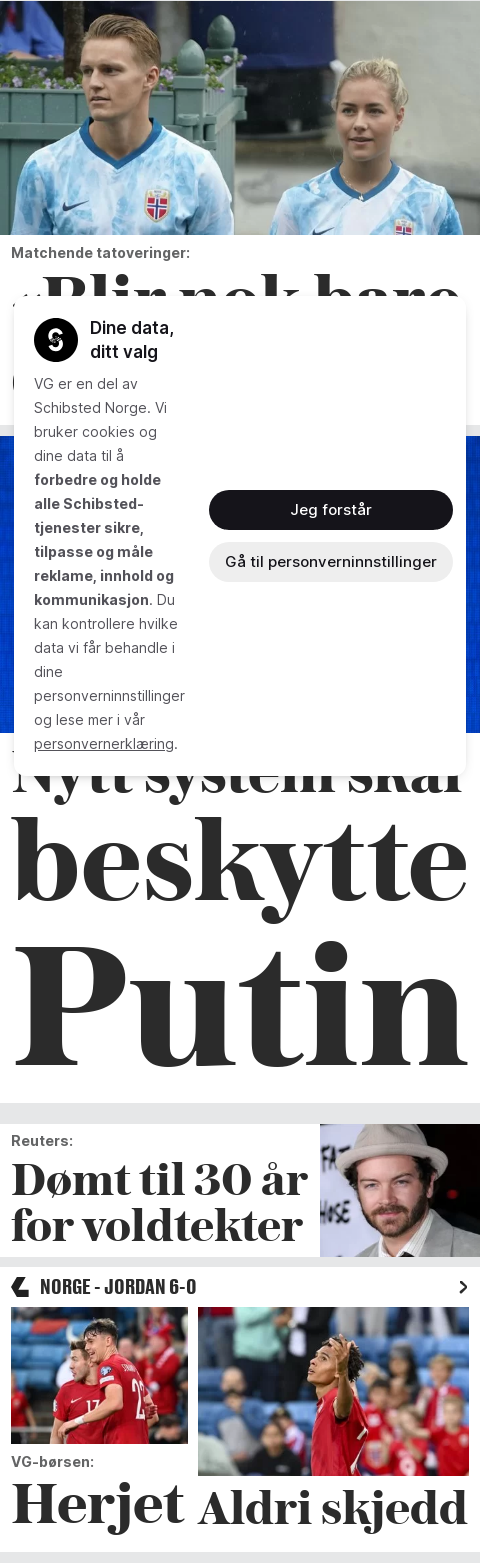 Matchende tatoveringer:
«Blir nok bare
Dine data,
ditt valg
VG er en del av
Schibsted Norge. Vi
bruker cookies og
dine data til å
forbedre og holde
alle Schibsted-
tjenester sikre,
tilpasse og måle
reklame, innhold og
kommunikasjon. Du
kan kontrollere hvilke
data vi får behandle i
dine
personverninnstillinger
og lese mer i vår
personvernerklæring.
Jeg forstår
Gå til personverninnstillinger
Nytt system skal
beskytte
Putin
Reuters:
Dømt til 30 år
for voldtekter
NORGE - JORDAN 6-0
VG-børsen:
Herjet
Aldri skjedd